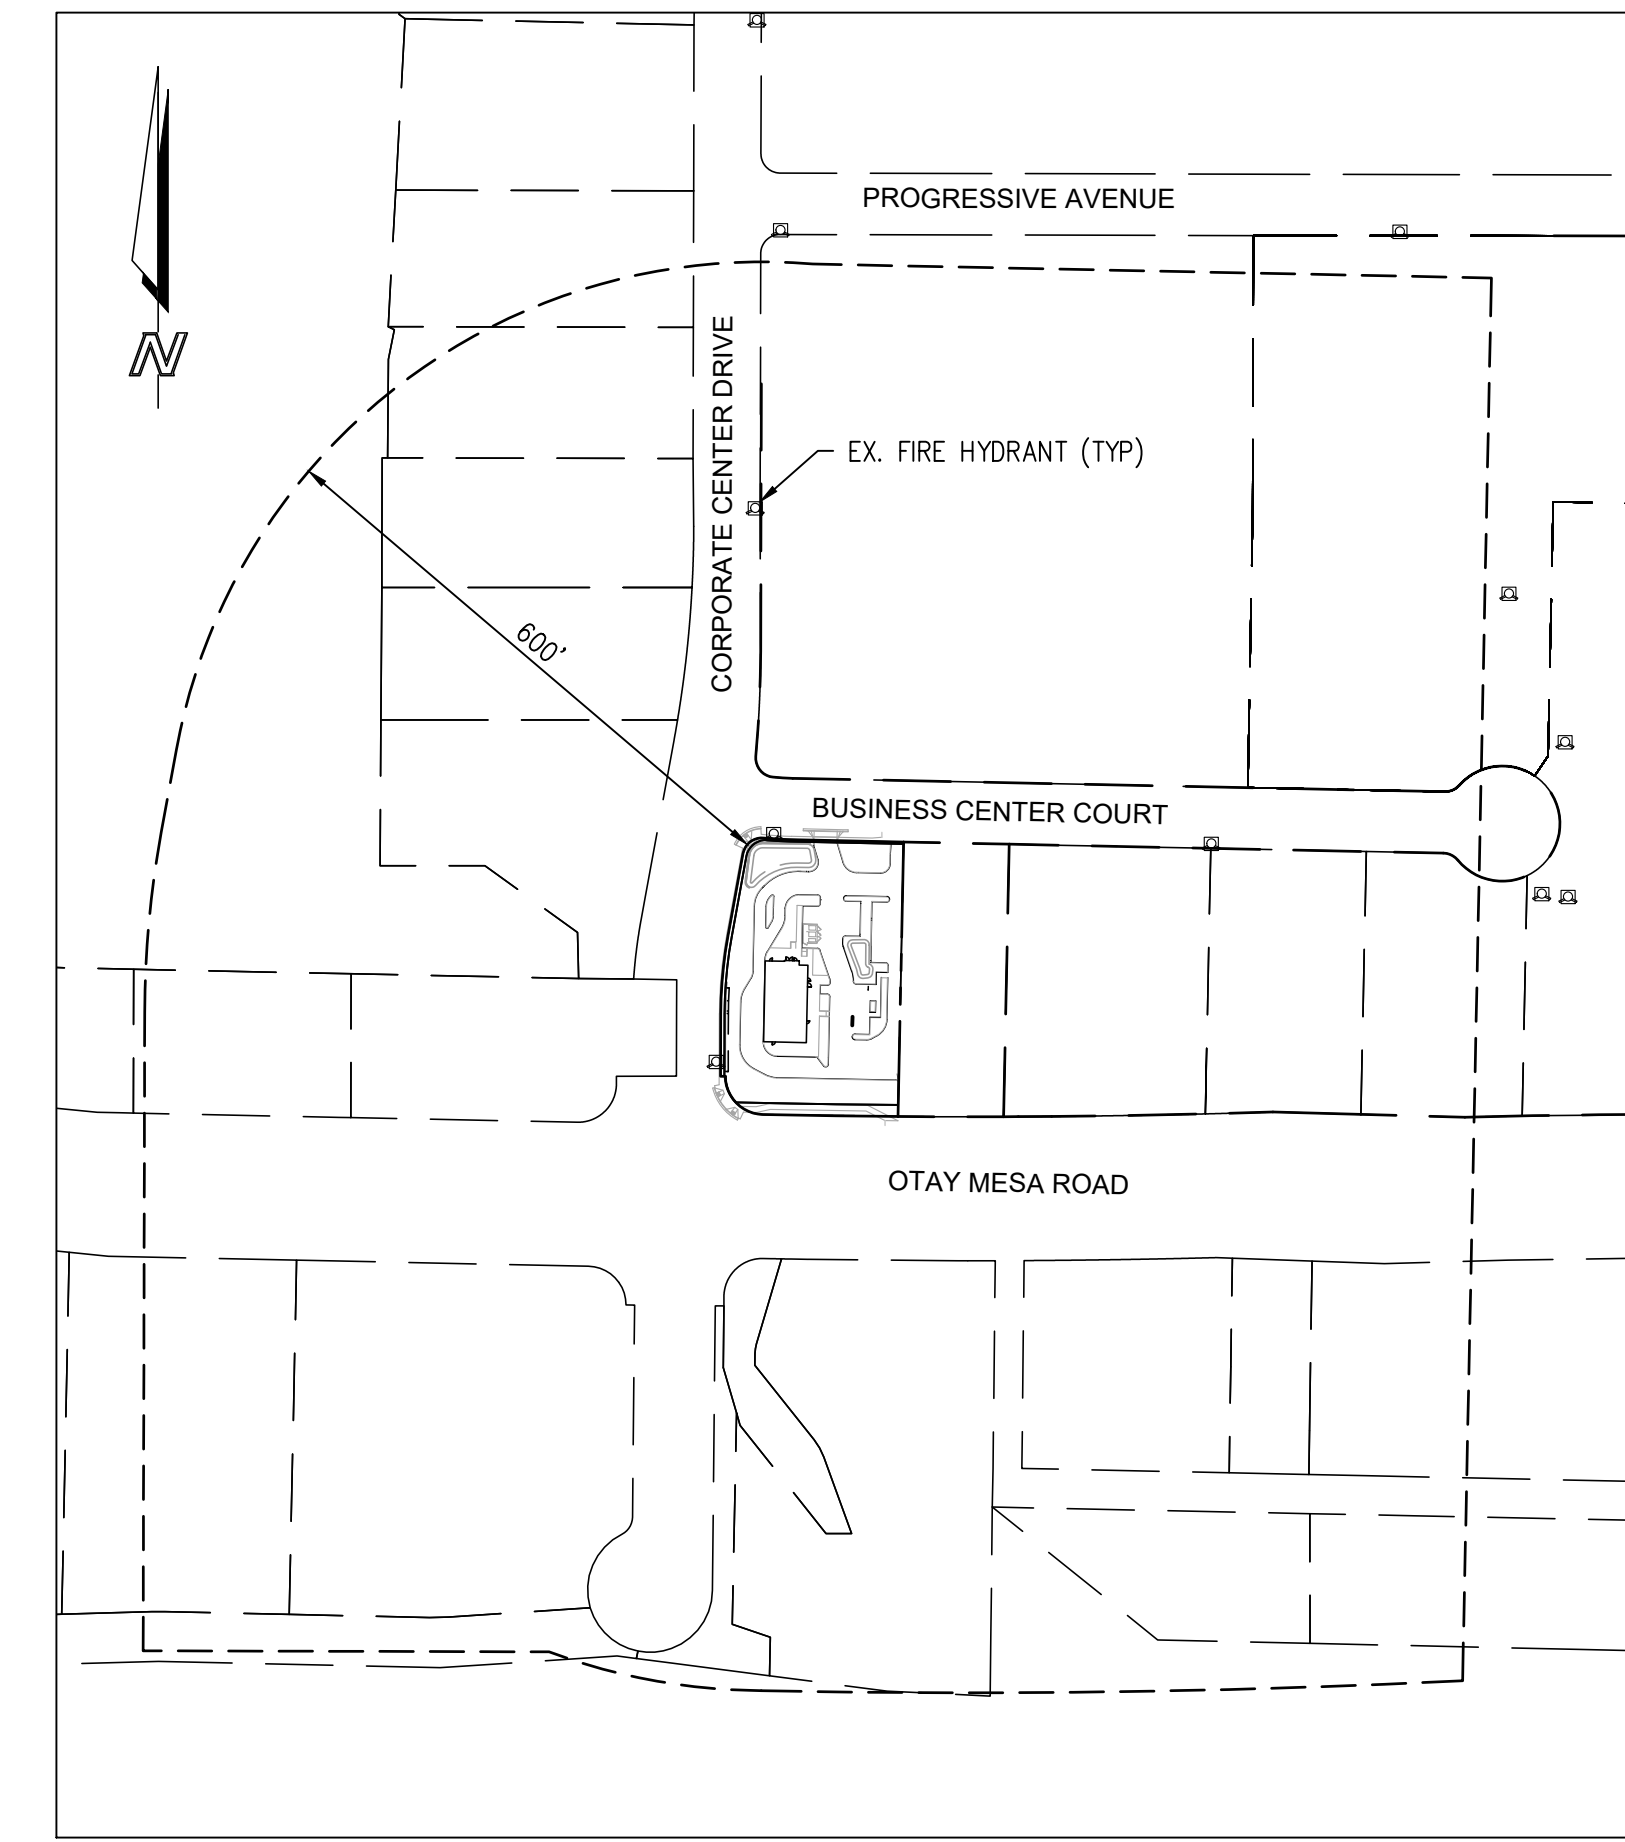 PROGRESSIVE AVENUE
N
CORPORATE CENTER DRIVE
EX. FIRE HYDRANT (TYP)
600'
BUSINESS CENTER COURT
OTAY MESA ROAD